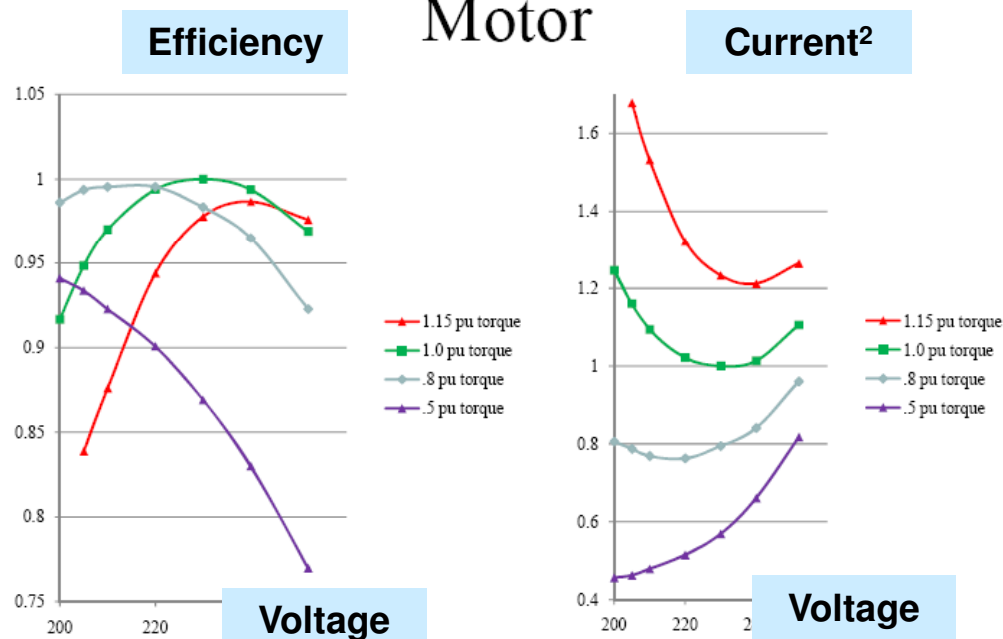 Motor
Efficiency
Current²
1.05
1
0.95
0.9
0.85
0.8
0.75
200
220
1.15 pu torque
1.0 pu torque
.8 pu torque
.5 pu torque
Voltage
1.6
1.4
1.2
1
0.8
0.6
0.4
200
220
1.15 pu torque
1.0 pu torque
.8 pu torque
.5 pu torque
Voltage